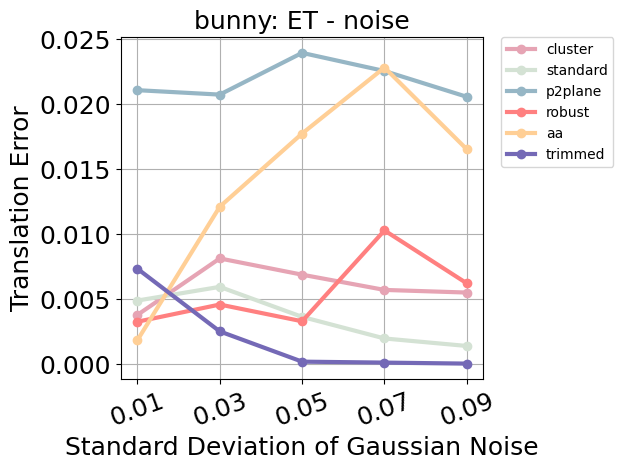 bunny: ET - noise
cluster
standard
p2plane
robust
aa
trimmed
Translation Error
0.025
0.020
0.015
0.010
0.005
0.000
0.01 0.03 0.05 0.07 0.09
Standard Deviation of Gaussian Noise